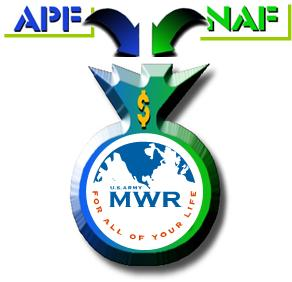 APF
NAF
$
U.S. ARMY
MWR
FOR ALL OF YOUR LIFE